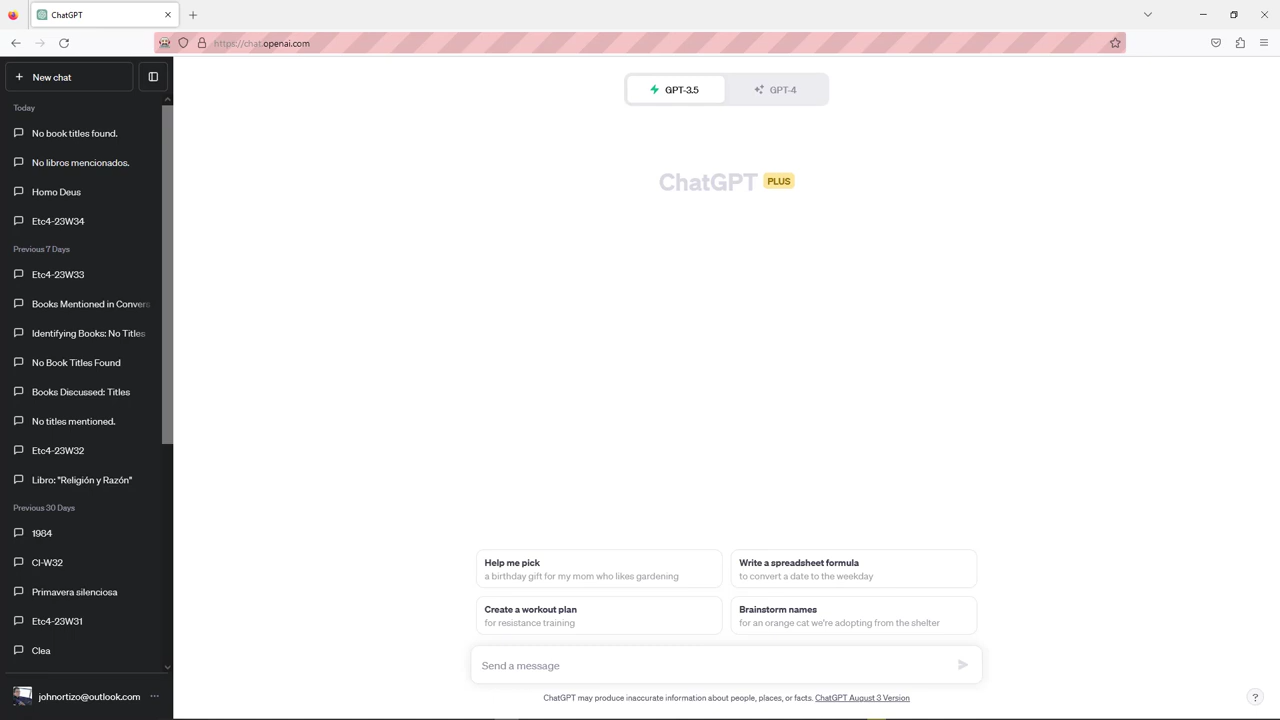 ChatGPT
https://chat.openai.com
New chat
Today
No book titles found.
No libros mencionados.
Homo Deus
Etc4-23W34
Previous 7 Days
Etc4-23W33
Books Mentioned in Convers
Identifying Books: No Titles
No Book Titles Found
Books Discussed: Titles
No titles mentioned.
Etc4-23W32
Libro: "Religión y Razón"
Previous 30 Days
1984
CI-W32
Primavera silenciosa
Etc4-23W31
Clea
johnortizo@outlook.com
GPT-3.5
GPT-4
ChatGPT PLUS
Help me pick
a birthday gift for my mom who likes gardening
Write a spreadsheet formula
to convert a date to the weekday
Create a workout plan
for resistance training
Brainstorm names
for an orange cat we're adopting from the shelter
Send a message
ChatGPT may produce inaccurate information about people, places, or facts. ChatGPT August 3 Version
?